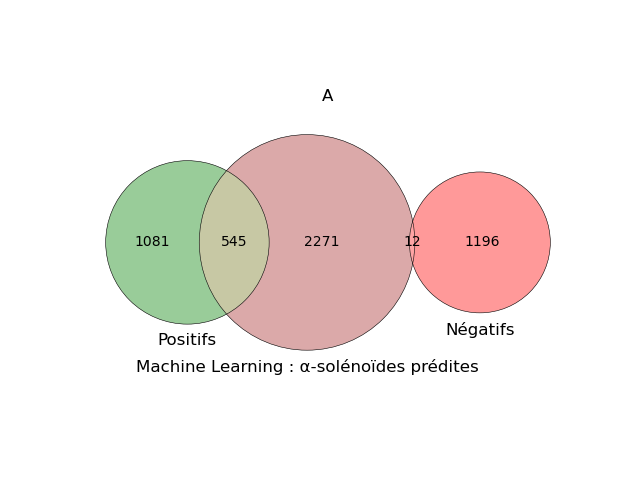 A
1081 545 2271 12 1196
Négatifs
Positifs
Machine Learning : α-solénoïdes prédites